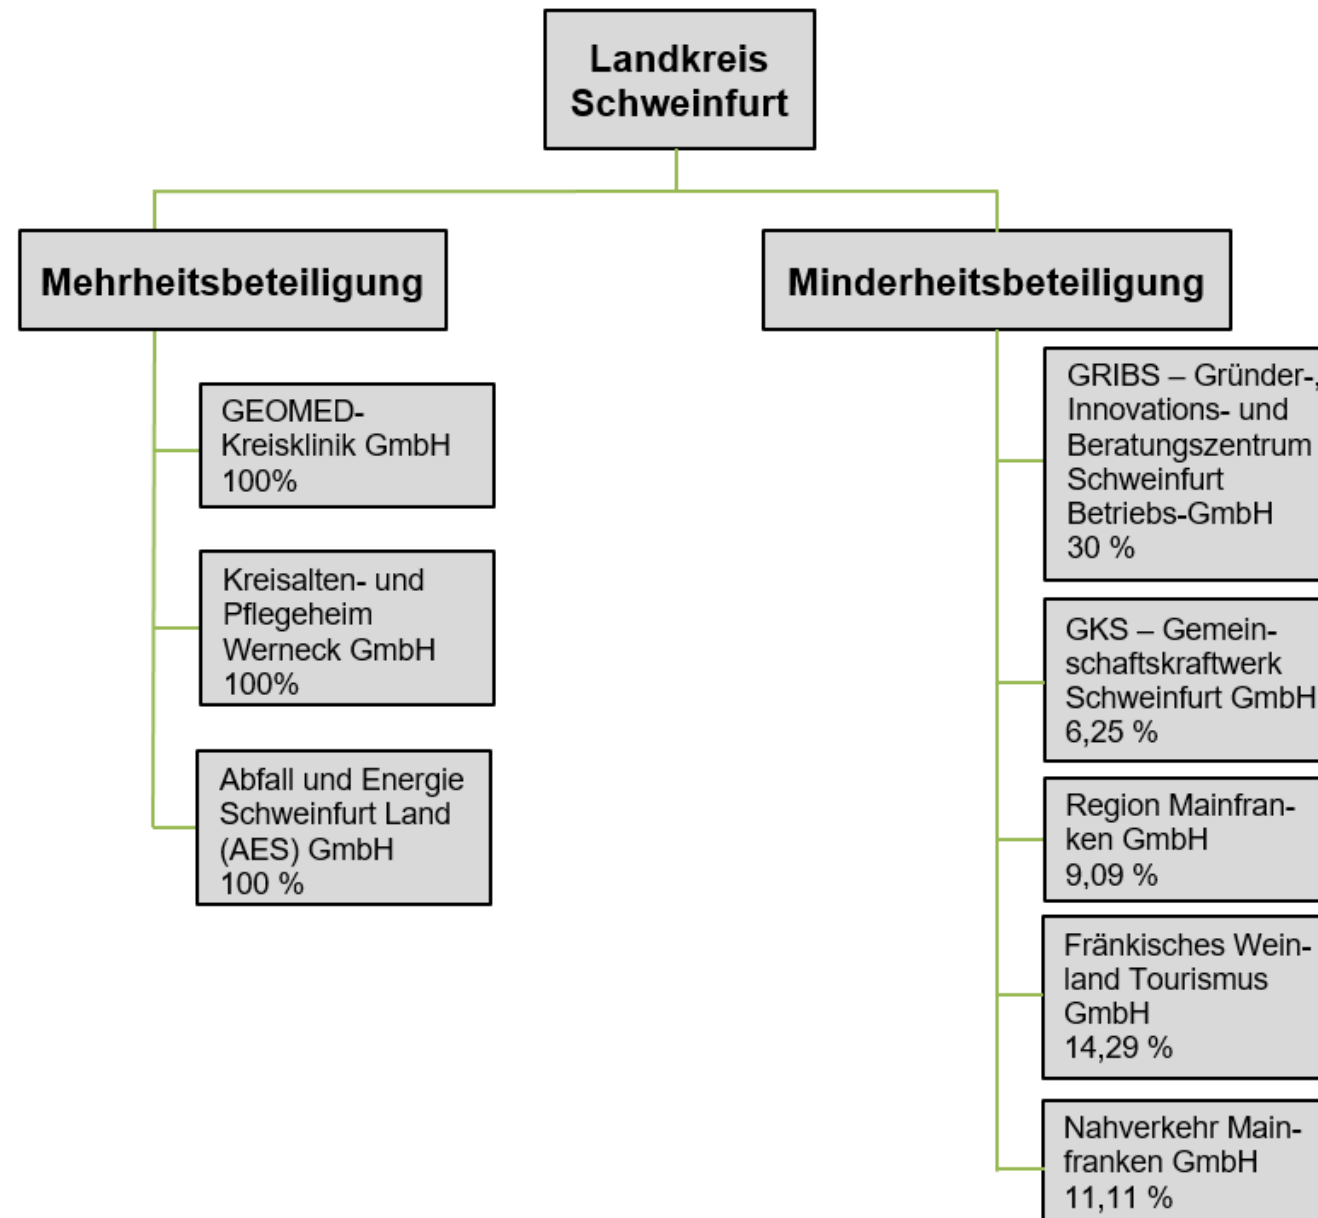 Landkreis
Schweinfurt
Mehrheitsbeteiligung
GEOMED-
Kreisklinik GmbH
100%
Kreisalten- und
Pflegeheim
Werneck GmbH
100%
Abfall und Energie
Schweinfurt Land
(AES) GmbH
100 %
Minderheitsbeteiligung
GRIBS – Gründer-,
Innovations- und
Beratungszentrum
Schweinfurt
Betriebs-GmbH
30 %
GKS – Gemein-
schaftskraftwerk
Schweinfurt GmbH
6,25 %
Region Mainfran-
ken GmbH
9,09 %
Fränkisches Wein-
land Tourismus
GmbH
14,29 %
Nahverkehr Main-
franken GmbH
11,11 %